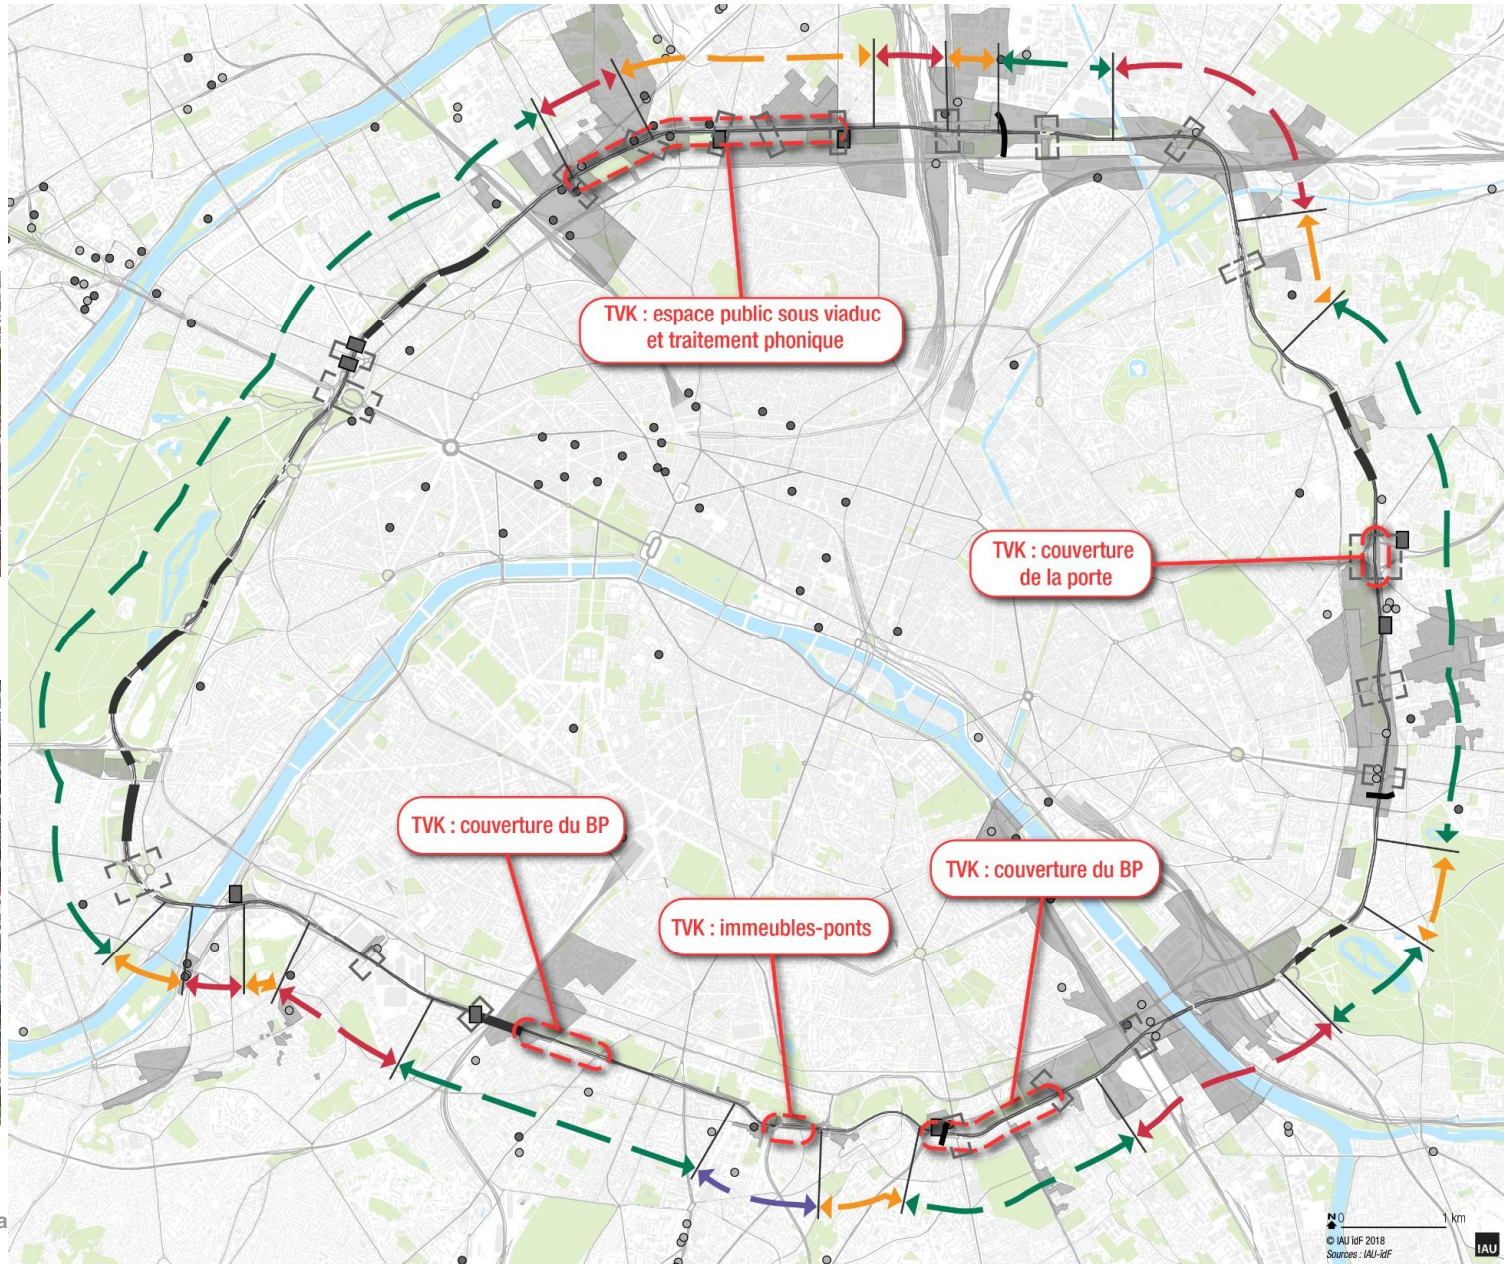 TVK : espace public sous viaduc
et traitement phonique
TVK : couverture
de la porte
TVK : couverture du BP
TVK : couverture du BP
TVK : immeubles-ponts
a
N 0 1 km
© IAU îdF 2018
Sources : IAU-îdF
IAU